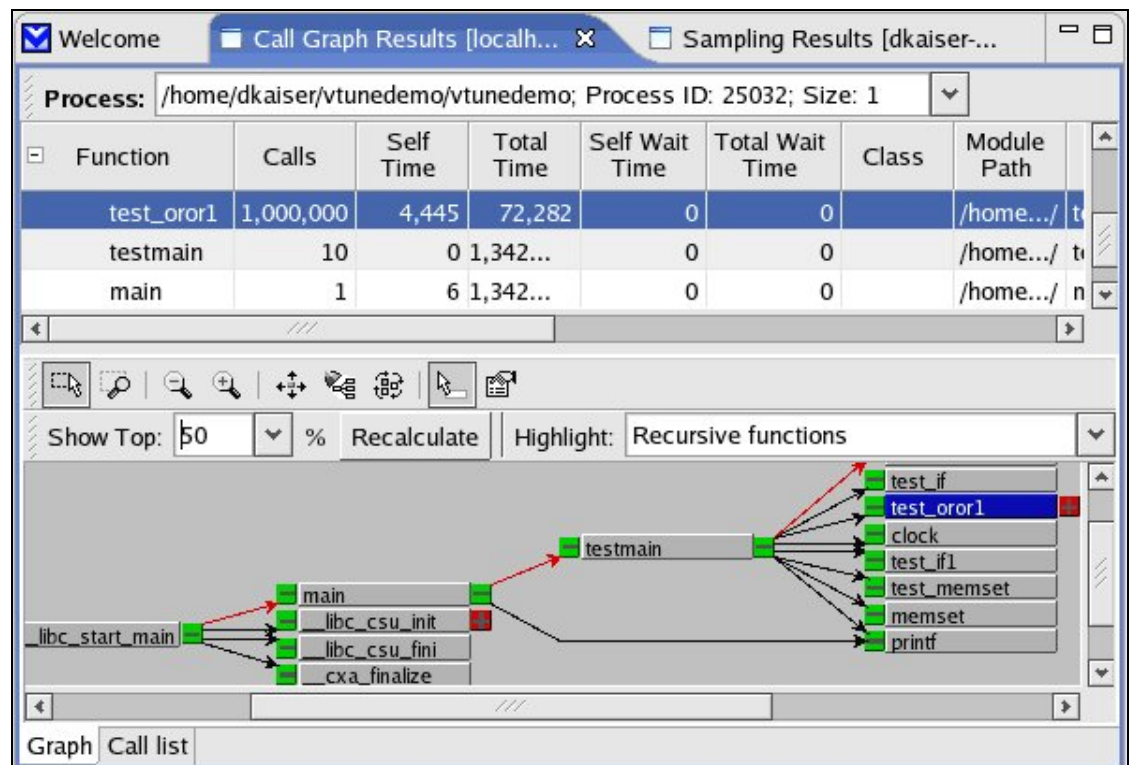 Welcome Call Graph Results [localh... Sampling Results [dkaiser-...
Process: /home/dkaiser/vtunedemo/vtunedemo; Process ID: 25032; Size: 1
Function Calls Self Time Total Time Self Wait Time Total Wait Time Class Module Path
test_oror1 1,000,000 4,445 72,282 0 0 /home.../
testmain 10 0 1,342... 0 0 /home.../
main 1 6 1,342... 0 0 /home.../
Show Top: 50 % Recalculate Highlight: Recursive functions
test_if
test_oror1
clock
testmain
test_if1
test_memset
main
memset
__libc_csu_init
__libc_start_main
printf
__libc_csu_fini
__cxa_finalize
Graph Call list